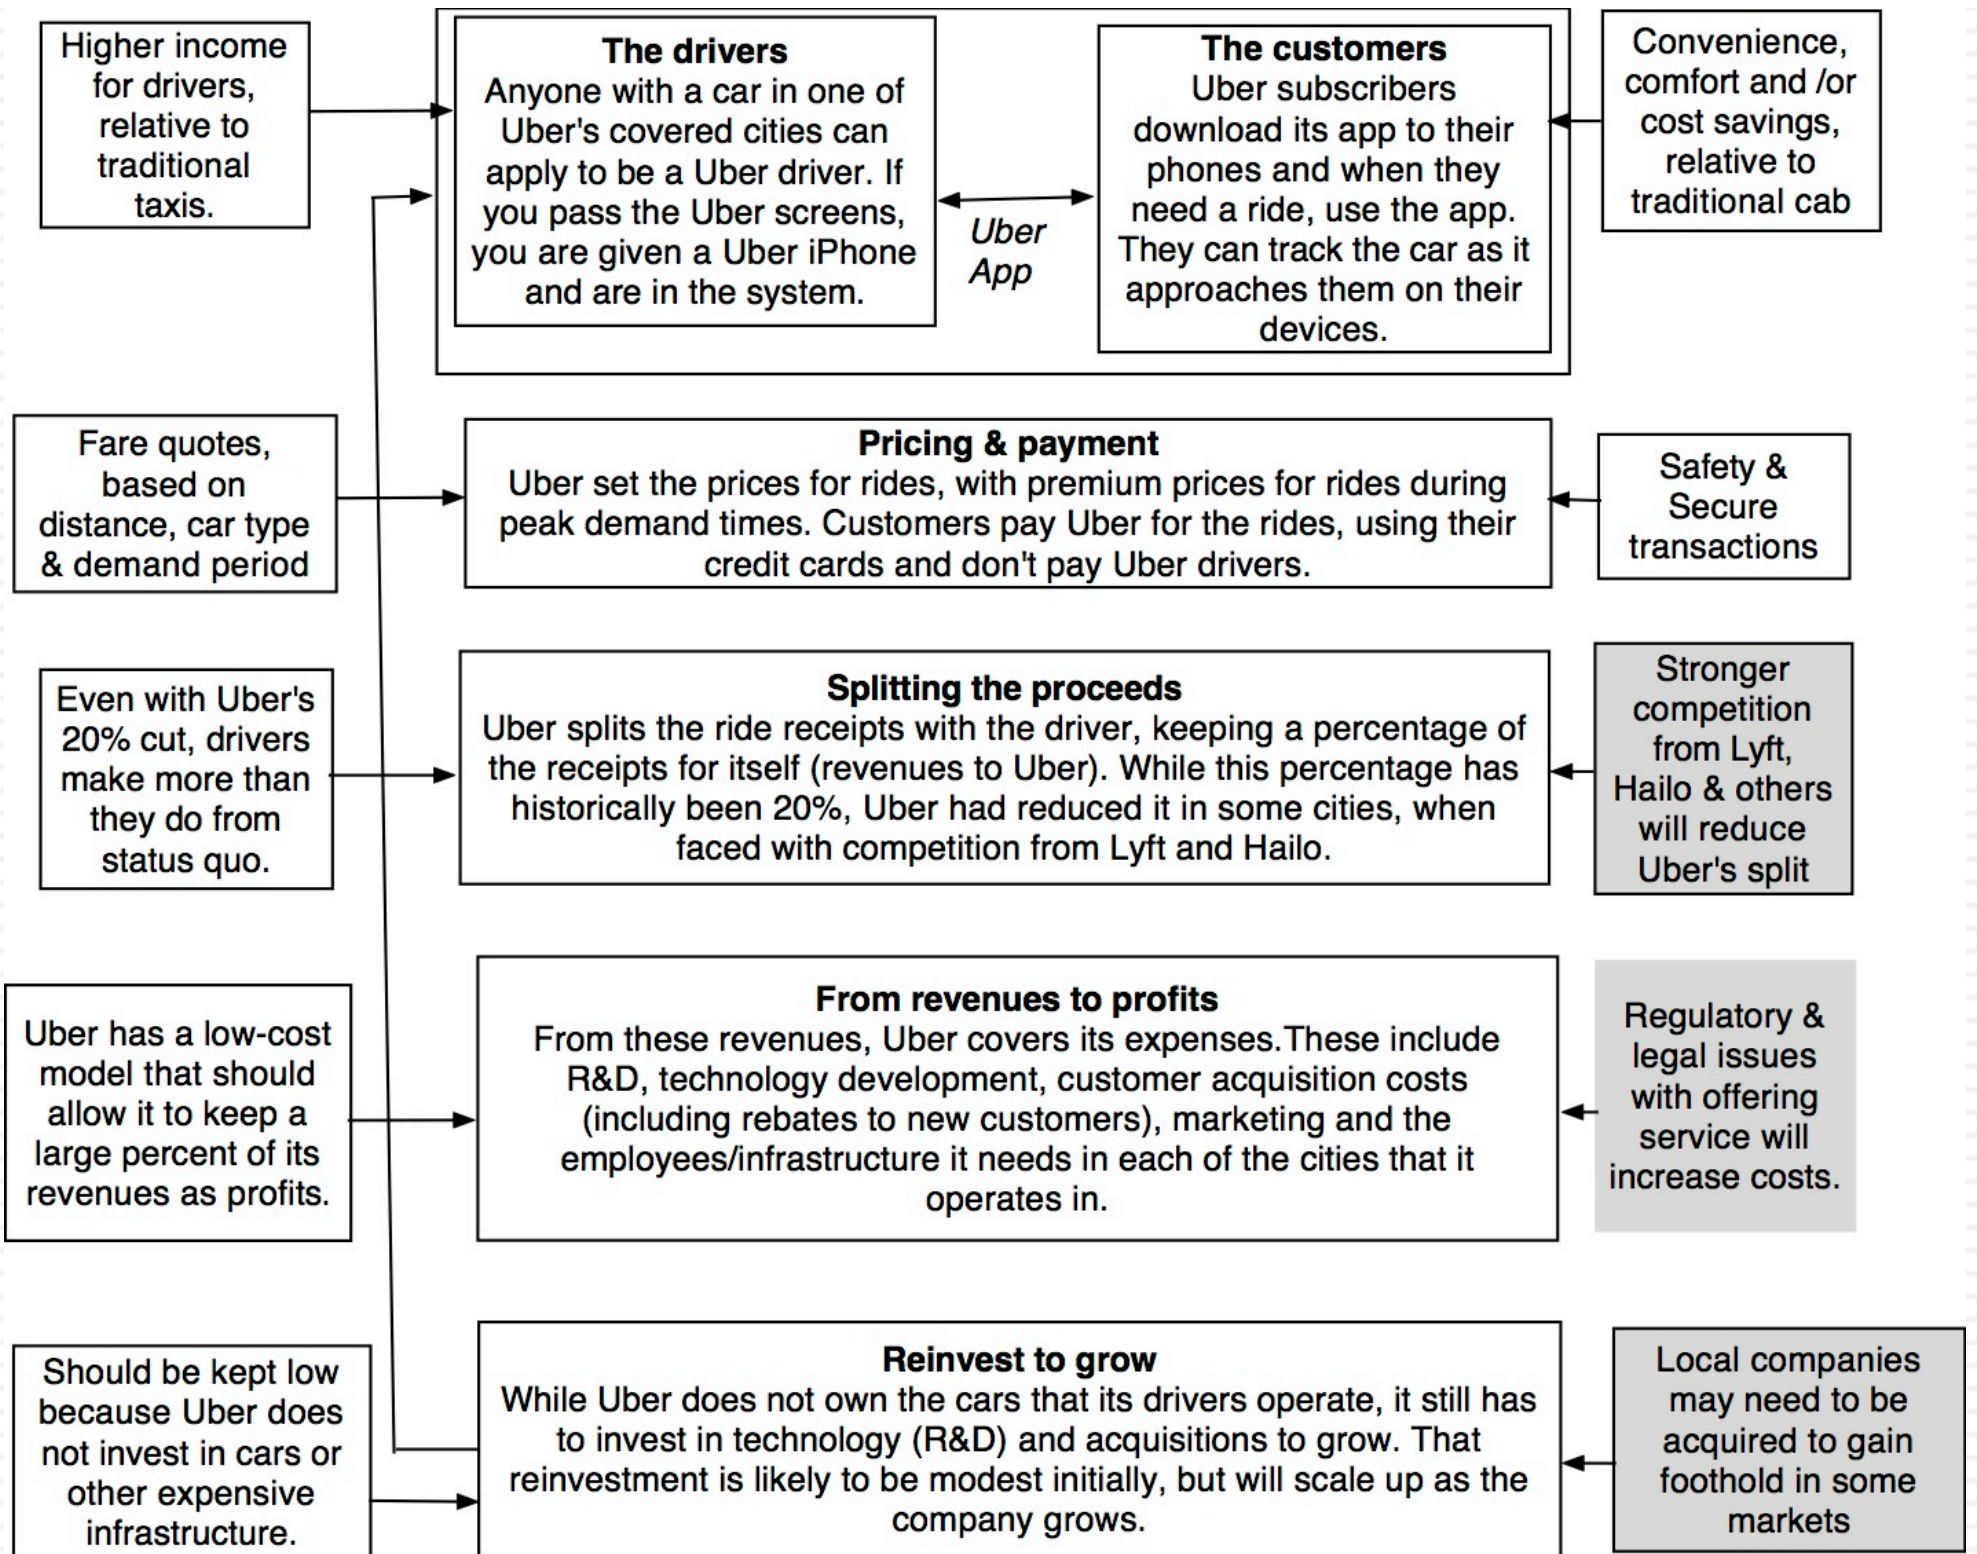 Higher income
for drivers,
relative to
traditional
taxis.
The drivers
Anyone with a car in one of
Uber's covered cities can
apply to be a Uber driver. If
you pass the Uber screens,
you are given a Uber iPhone
and are in the system.
Uber
App
The customers
Uber subscribers
download its app to their
phones and when they
need a ride, use the app.
They can track the car as it
approaches them on their
devices.
Convenience,
comfort and /or
cost savings,
relative to
traditional cab
Fare quotes,
based on
distance, car type
& demand period
Pricing & payment
Uber set the prices for rides, with premium prices for rides during
peak demand times. Customers pay Uber for the rides, using their
credit cards and don't pay Uber drivers.
Safety &
Secure
transactions
Even with Uber's
20% cut, drivers
make more than
they do from
status quo.
Splitting the proceeds
Uber splits the ride receipts with the driver, keeping a percentage of
the receipts for itself (revenues to Uber). While this percentage has
historically been 20%, Uber had reduced it in some cities, when
faced with competition from Lyft and Hailo.
Stronger
competition
from Lyft,
Hailo & others
will reduce
Uber's split
Uber has a low-cost
model that should
allow it to keep a
large percent of its
revenues as profits.
From revenues to profits
From these revenues, Uber covers its expenses.These include
R&D, technology development, customer acquisition costs
(including rebates to new customers), marketing and the
employees/infrastructure it needs in each of the cities that it
operates in.
Regulatory &
legal issues
with offering
service will
increase costs.
Should be kept low
because Uber does
not invest in cars or
other expensive
infrastructure.
Reinvest to grow
While Uber does not own the cars that its drivers operate, it still has
to invest in technology (R&D) and acquisitions to grow. That
reinvestment is likely to be modest initially, but will scale up as the
company grows.
Local companies
may need to be
acquired to gain
foothold in some
markets